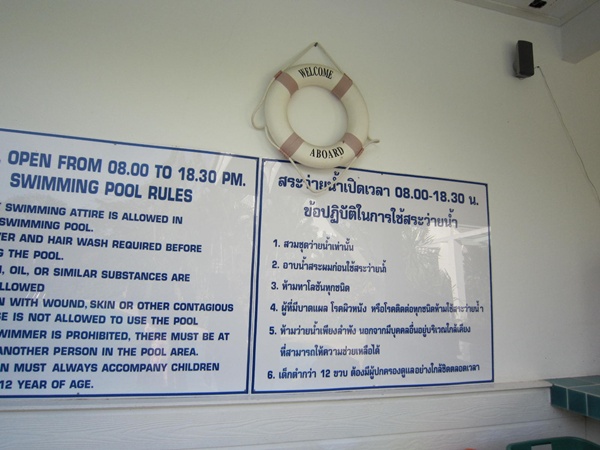 WELCOME
ABOARD
OPEN FROM 08.00 TO 18.30 PM.
SWIMMING POOL RULES
SWIMMING ATTIRE IS ALLOWED IN
SWIMMING POOL.
AND HAIR WASH REQUIRED BEFORE
THE POOL.
OIL, OR SIMILAR SUBSTANCES ARE
WITH WOUND, SKIN OR OTHER CONTAGIOUS
IS NOT ALLOWED TO USE THE POOL
IS PROHIBITED, THERE MUST BE AT
ANOTHER PERSON IN THE POOL AREA.
MUST ALWAYS ACCOMPANY CHILDREN
12 YEAR OF AGE.
สระว่ายน้ำเปิดเวลา 08.00-18.30 น.
ข้อปฏิบัติในการใช้สระว่ายน้ำ
1. สวมชุดว่ายน้ำเท่านั้น
2. อาบน้ำสระผมก่อนใช้สระว่ายน้ำ
3. ห้ามทาโลชั่นทุกชนิด
4. ผู้ที่มีบาดแผล โรคผิวหนัง หรือโรคติดต่อทุกชนิดห้ามใช้สระว่ายน้ำฯ
5. ห้ามว่ายน้ำเพียงลำพัง นอกจากมีบุคคลอื่นอยู่บริเวณใกล้เคียง
ที่สามารถให้ความช่วยเหลือได้
6. เด็กต่ำกว่า 12 ขวบ ต้องมีผู้ปกครองดูแลอย่างใกล้ชิดตลอดเวลา